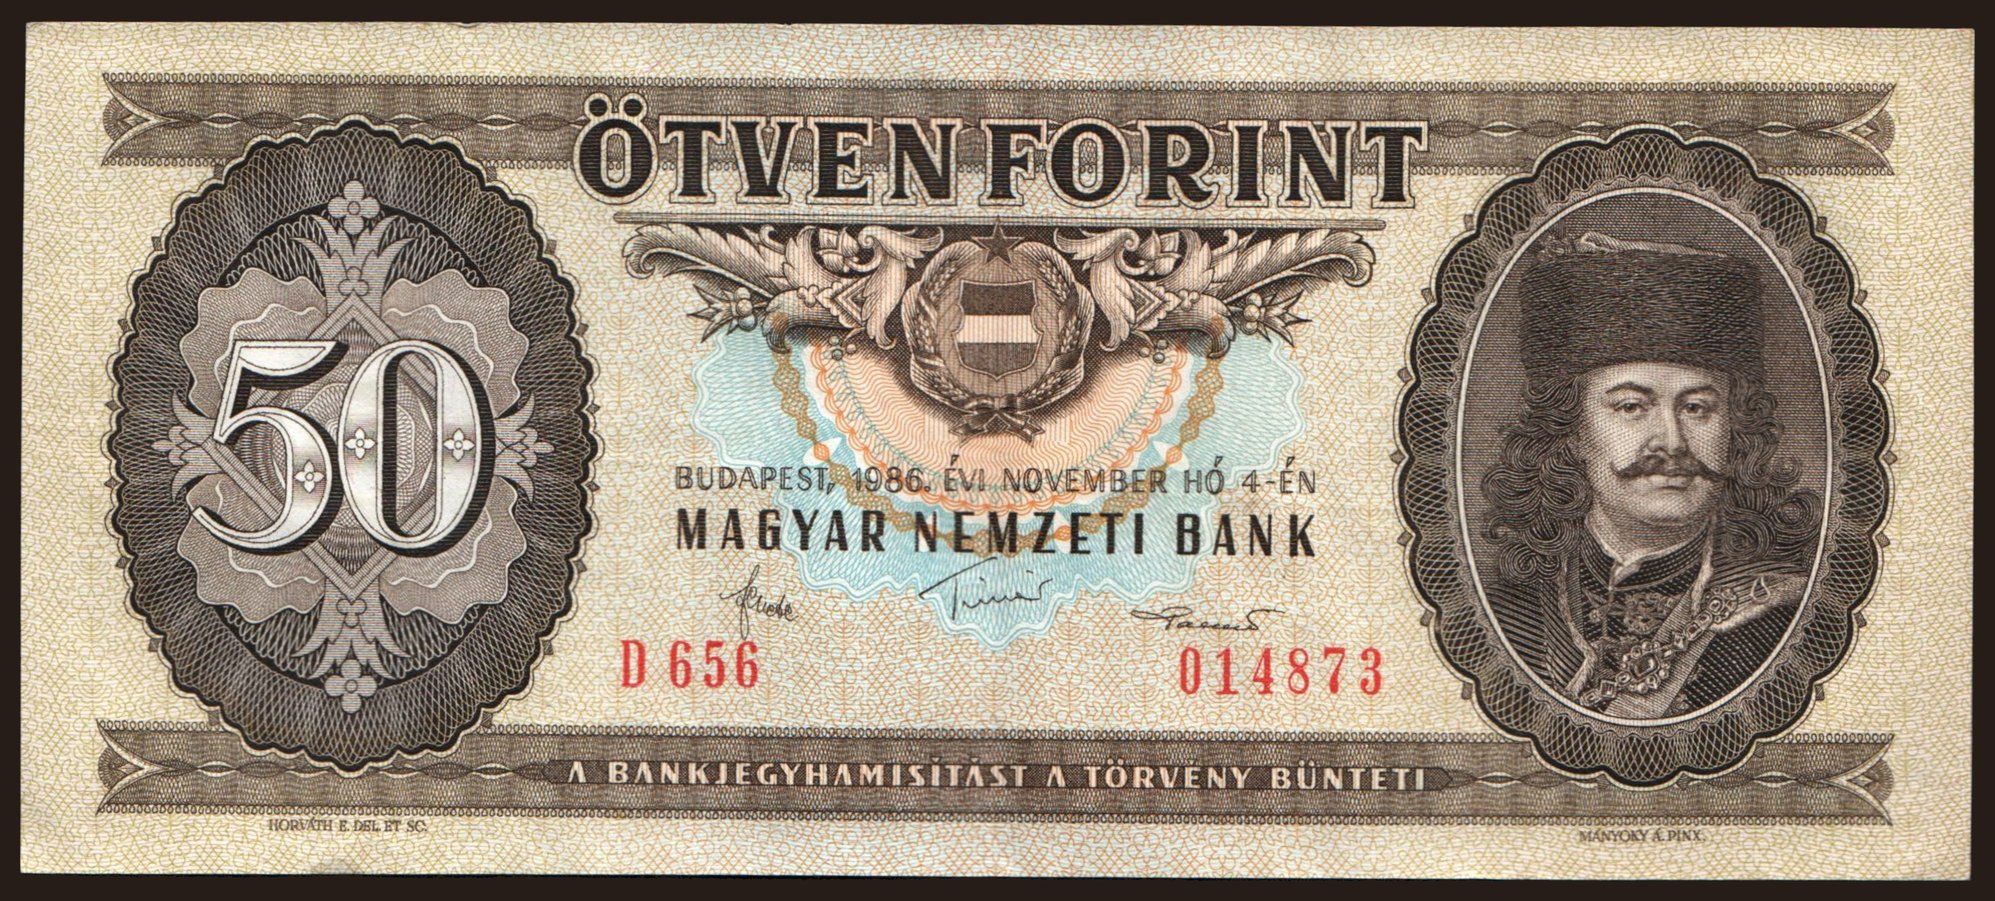 ÖTVEN FORINT
50
BUDAPEST, 1986. ÉVI NOVEMBER HÓ 4-ÉN
MAGYAR NEMZETI BANK
D 656 014873
A BANKJEGYHAMISÍTÁST A TÖRVÉNY BÜNTETI
HORVÁTH E. DEL. ET SC.
MÁNYOKY Á. PINX.